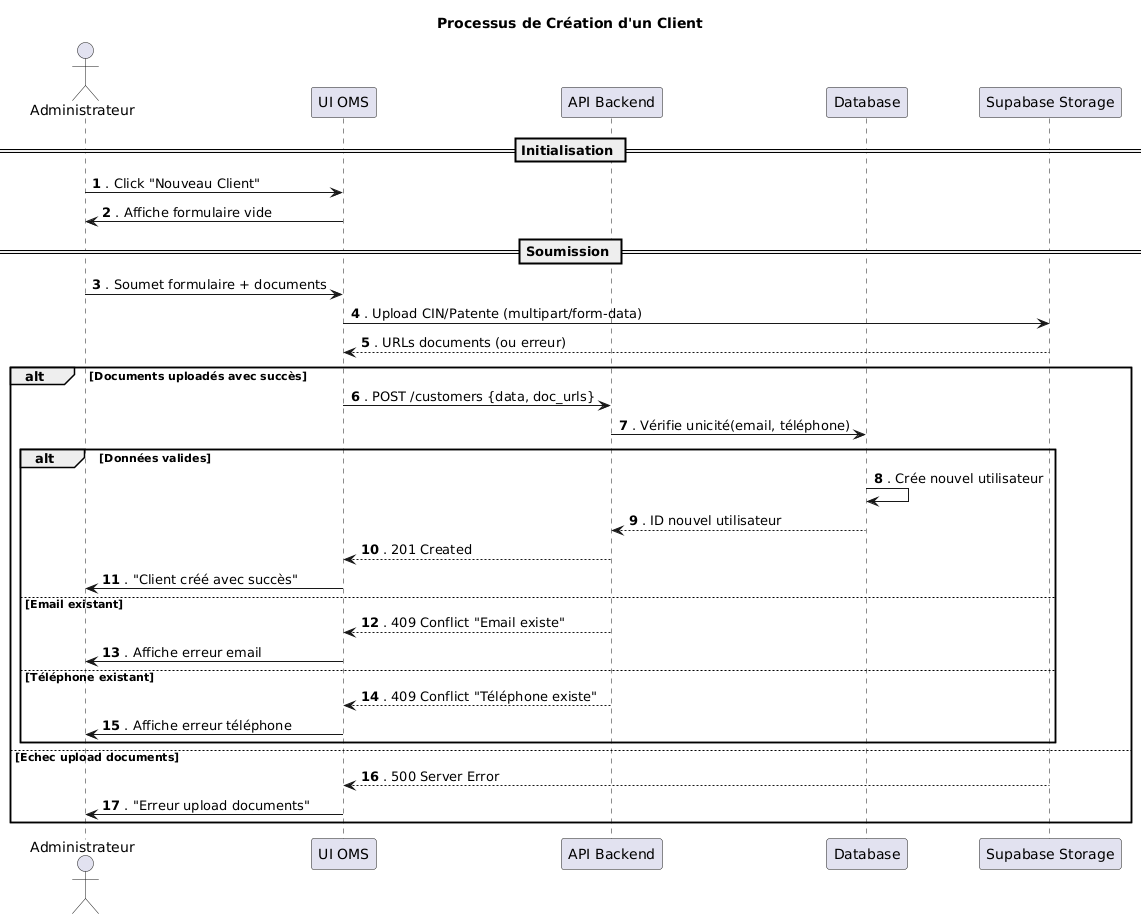 Processus de Création d'un Client
Administrateur
UI OMS
API Backend
Database
Supabase Storage
Initialisation
1 . Click "Nouveau Client"
2 . Affiche formulaire vide
Soumission
3 . Soumet formulaire + documents
4 . Upload CIN/Patente (multipart/form-data)
5 . URLs documents (ou erreur)
alt [Documents uploadés avec succès]
6 . POST /customers {data, doc_urls}
7 . Vérifie unicité(email, téléphone)
alt [Données valides]
8 . Crée nouvel utilisateur
9 . ID nouvel utilisateur
10 . 201 Created
11 . "Client créé avec succès"
[Email existant]
12 . 409 Conflict "Email existe"
13 . Affiche erreur email
[Téléphone existant]
14 . 409 Conflict "Téléphone existe"
15 . Affiche erreur téléphone
[Echec upload documents]
16 . 500 Server Error
17 . "Erreur upload documents"
Administrateur
UI OMS
API Backend
Database
Supabase Storage